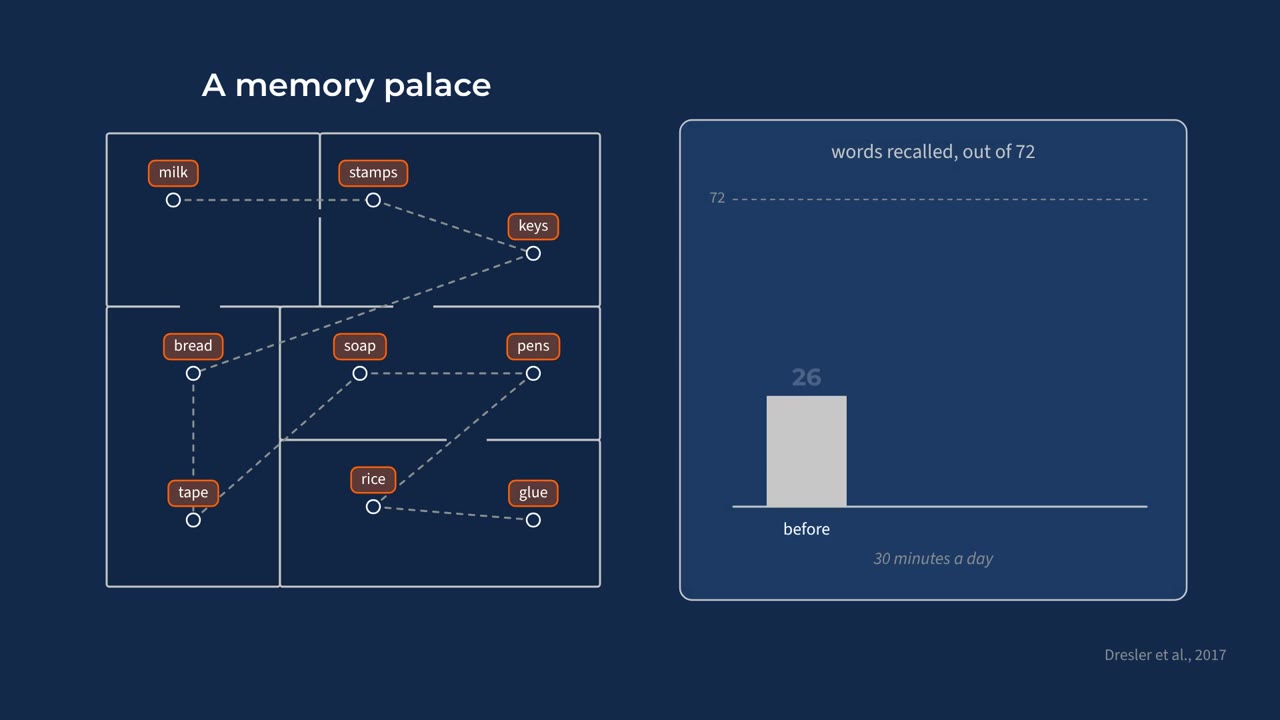 A memory palace
milk
stamps
keys
bread
soap
pens
tape
rice
glue
words recalled, out of 72
72
26
before
30 minutes a day
Dresler et al., 2017